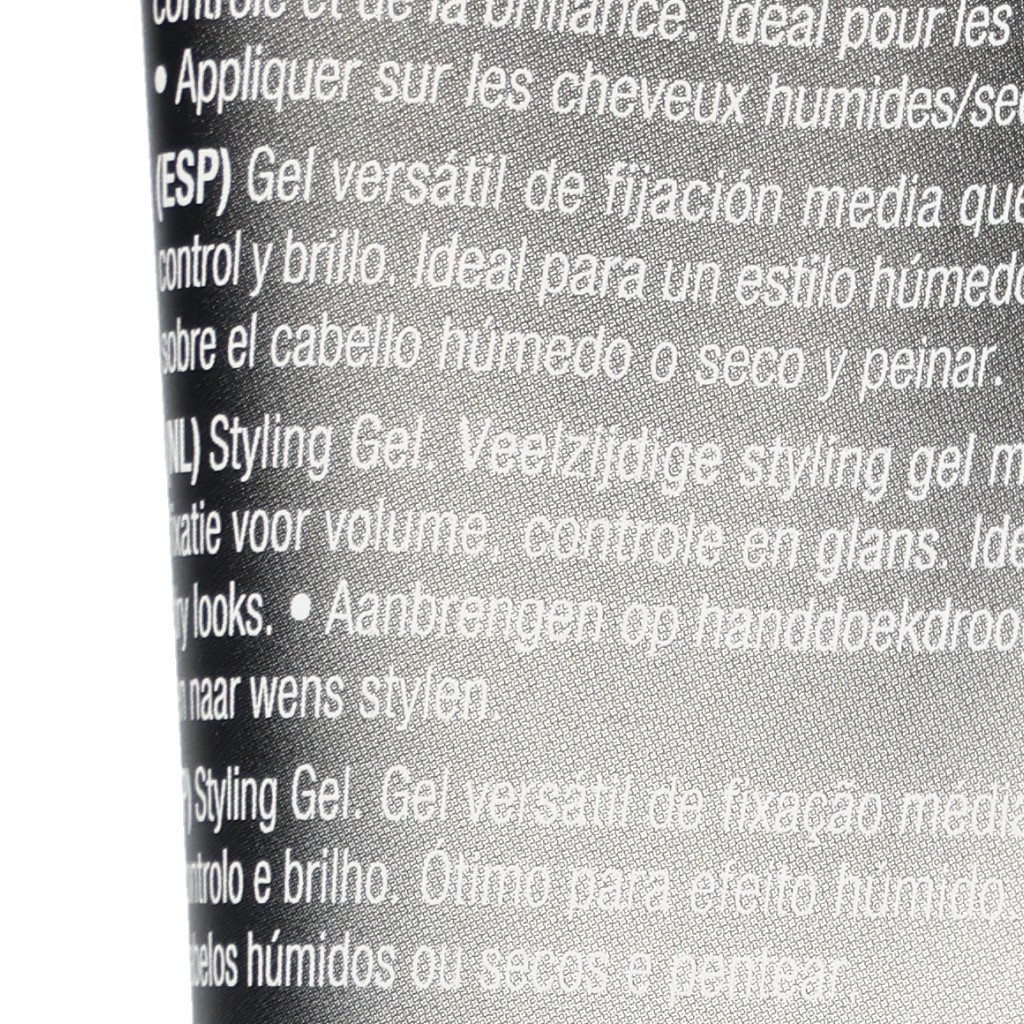 contrôle et de la brillance. Idéal pour les
• Appliquer sur les cheveux humides/sec
(ESP) Gel versátil de fijación media que
control y brillo. Ideal para un estilo húmedo
sobre el cabello húmedo o seco y peinar.
(NL) Styling Gel. Veelzijdige styling gel m
fixatie voor volume, controle en glans. Ide
looks. • Aanbrengen op handdoekdroo
naar wens stylen.
) Styling Gel. Gel versátil de fixação média
ontrolo e brilho. Ótimo para efeito húmido.
abelos húmidos ou secos e pentear.